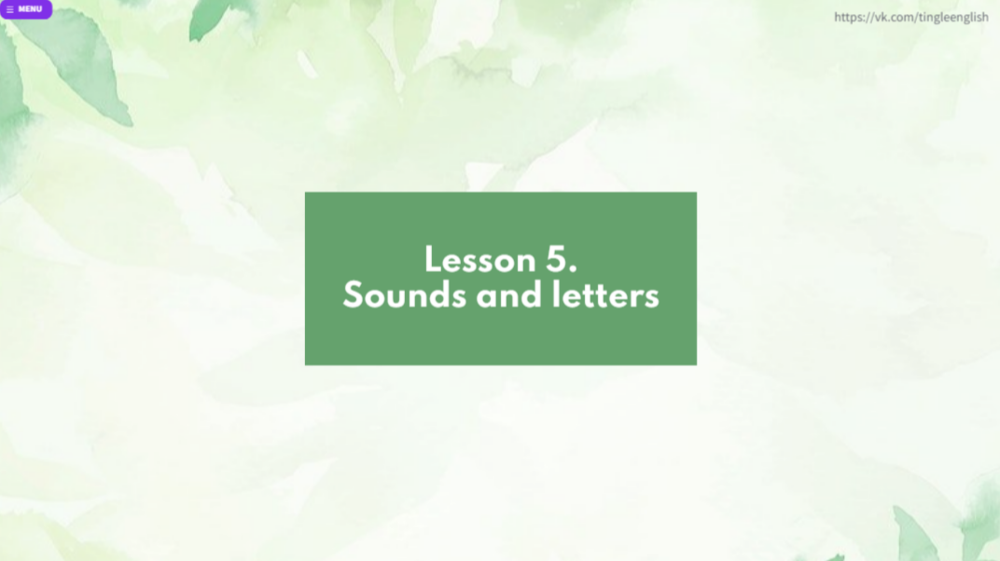 ☰ MENU
https://vk.com/tingleenglish
Lesson 5.
Sounds and letters